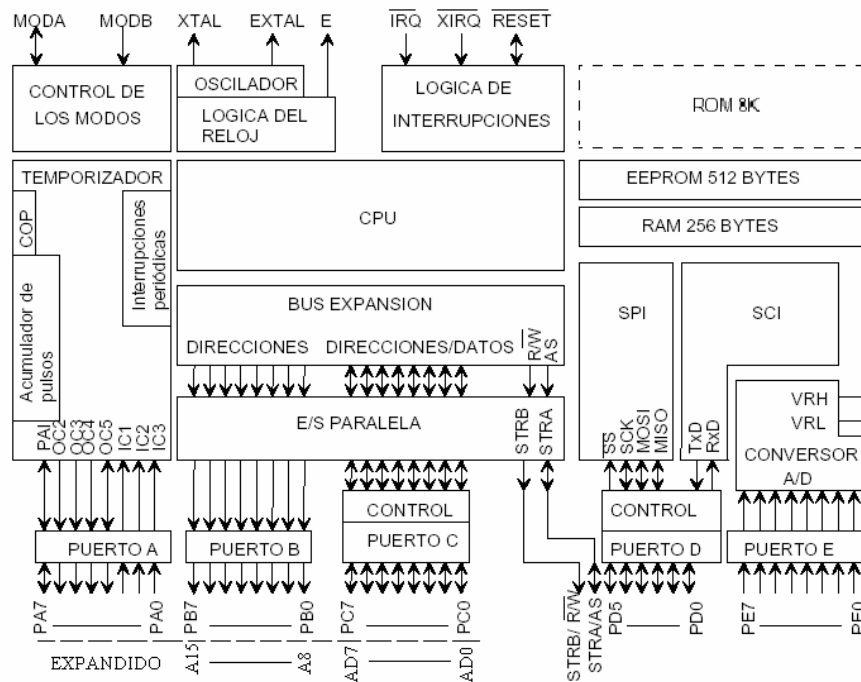 MODA MODB XTAL EXTAL E IRQ XIRQ RESET
CONTROL DE
LOS MODOS
OSCILADOR
LOGICA DEL
RELOJ
LOGICA DE
INTERRUPCIONES
ROM 8K
TEMPORIZADOR
COP
Interrupciones
periódicas
Acumulador de
pulsos
CPU
EEPROM 512 BYTES
RAM 256 BYTES
BUS EXPANSION
DIRECCIONES DIRECCIONES/DATOS R/W AS
SPI
SCI
E/S PARALELA
STRB STRA
VRH
VRL
CONVERSOR
A/D
PAI OC2 OC3 OC4 OC5 IC1 IC2 IC3
SS SCK MOSI MISO
TxD RxD
CONTROL
CONTROL
PUERTO A PUERTO B PUERTO C PUERTO D PUERTO E
PA7 PA0 PB7 PB0 PC7 PC0 STRB/ R/W STRA/AS PD5 PD0 PE7 PE0
EXPANDIDO A15 A8 AD7 AD0